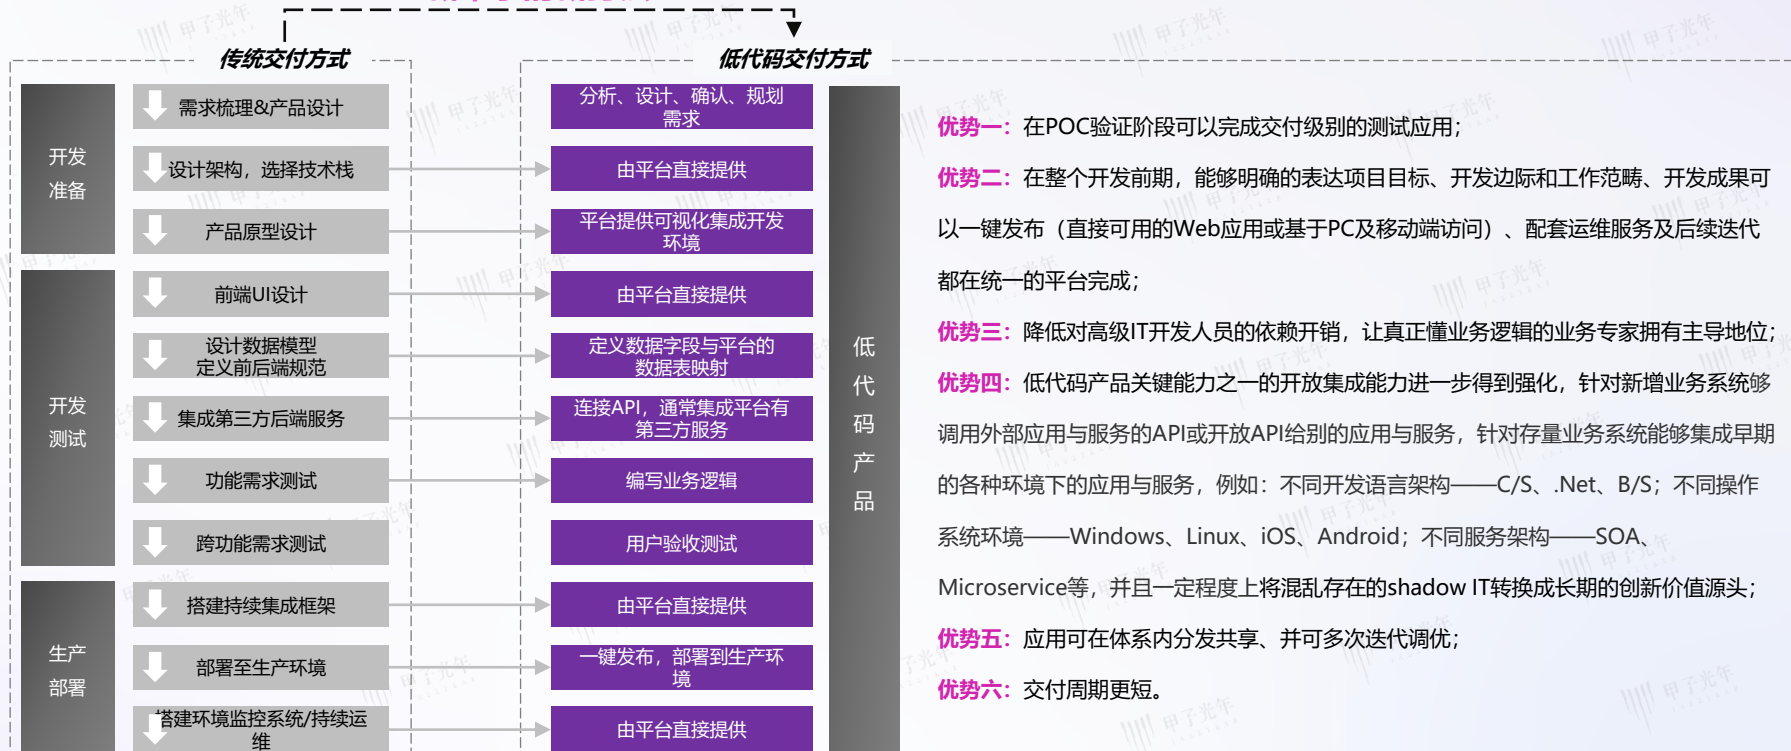 传统交付方式
低代码交付方式
开发
准备
需求梳理&产品设计
分析、设计、确认、规划
需求
设计架构，选择技术栈
由平台直接提供
产品原型设计
平台提供可视化集成开发
环境
开发
测试
前端UI设计
由平台直接提供
设计数据模型
定义前后端规范
定义数据字段与平台的
数据表映射
集成第三方后端服务
连接API，通常集成平台有
第三方服务
功能需求测试
编写业务逻辑
跨功能需求测试
用户验收测试
生产
部署
搭建持续集成框架
由平台直接提供
部署至生产环境
一键发布，部署到生产环
境
搭建环境监控系统/持续运
维
由平台直接提供
低
代
码
产
品
优势一：在POC验证阶段可以完成交付级别的测试应用；
优势二：在整个开发前期，能够明确的表达项目目标、开发边际和工作范畴、开发成果可
以一键发布（直接可用的Web应用或基于PC及移动端访问）、配套运维服务及后续迭代
都在统一的平台完成；
优势三：降低对高级IT开发人员的依赖开销，让真正懂业务逻辑的业务专家拥有主导地位；
优势四：低代码产品关键能力之一的开放集成能力进一步得到强化，针对新增业务系统够
调用外部应用与服务的API或开放API给别的应用与服务，针对存量业务系统能够集成早期
的各种环境下的应用与服务，例如：不同开发语言架构——C/S、.Net、B/S；不同操作
系统环境——Windows、Linux、iOS、Android；不同服务架构——SOA、
Microservice等，并且一定程度上将混乱存在的shadow IT转换成长期的创新价值源头；
优势五：应用可在体系内分发共享、并可多次迭代调优；
优势六：交付周期更短。
甲子光年